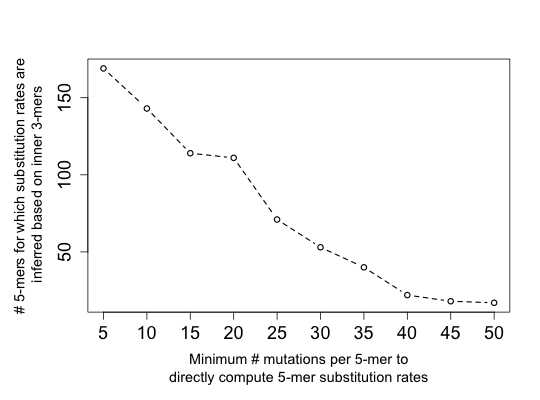 # 5-mers for which substitution rates are
inferred based on inner 3-mers
150
100
50
5 10 15 20 25 30 35 40 45 50
Minimum # mutations per 5-mer to
directly compute 5-mer substitution rates